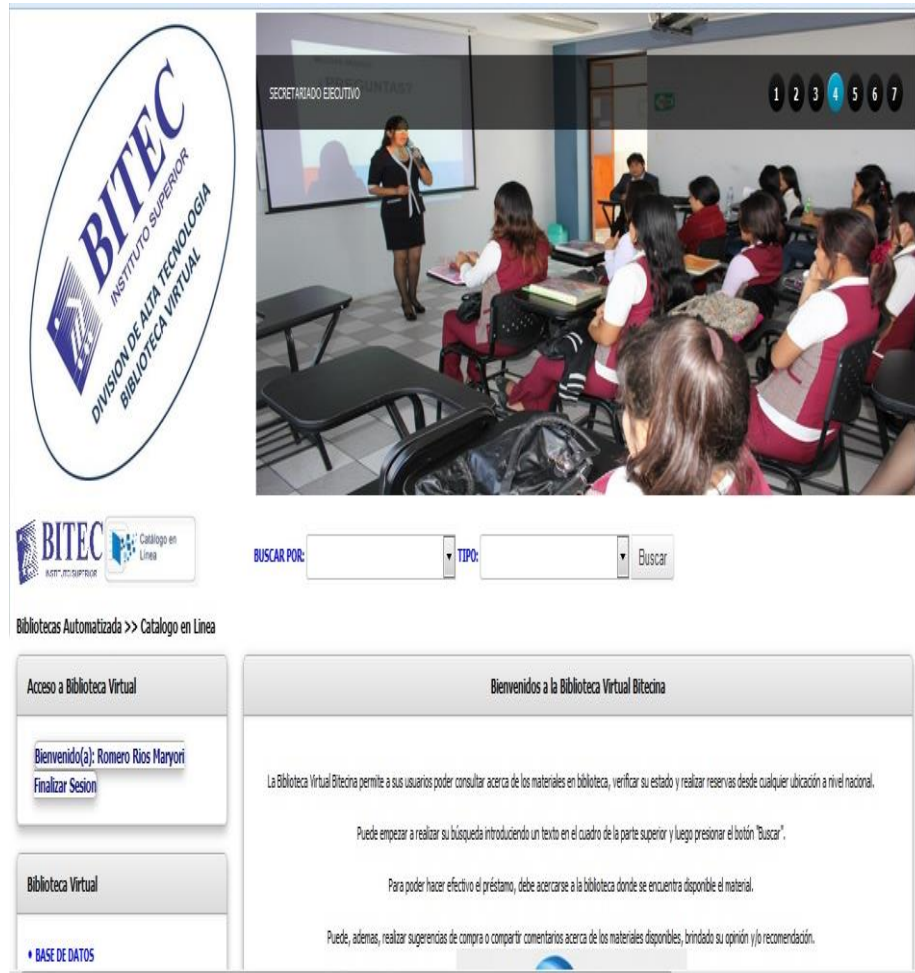 BITEC
INSTITUTO SUPERIOR
DIVISION DE ALTA TECNOLOGIA
BIBLIOTECA VIRTUAL
¿PREGUNTAS?
SECRETARIADO EJECUTIVO
1 2 3 4 5 6 7
BITEC
INSTITUTO SUPERIOR
Catálogo en
Linea
BUSCAR POR:
TIPO:
Buscar
Bibliotecas Automatizada >> Catalogo en Linea
Acceso a Biblioteca Virtual
Bienvenido(a): Romero Rios Maryori
Finalizar Sesion
Biblioteca Virtual
• BASE DE DATOS
Bienvenidos a la Biblioteca Virtual Bitecina
La Biblioteca Virtual Bitecina permite a sus usuarios poder consultar acerca de los materiales en biblioteca, verificar su estado y realizar reservas desde cualquier ubicación a nivel nacional.
Puede empezar a realizar su búsqueda introduciendo un texto en el cuadro de la parte superior y luego presionar el botón "Buscar".
Para poder hacer efectivo el préstamo, debe acercarse a la biblioteca donde se encuentra disponible el material.
Puede, ademas, realizar sugerencias de compra o compartir comentarios acerca de los materiales disponibles, brindado su opinión y/o recomendación.